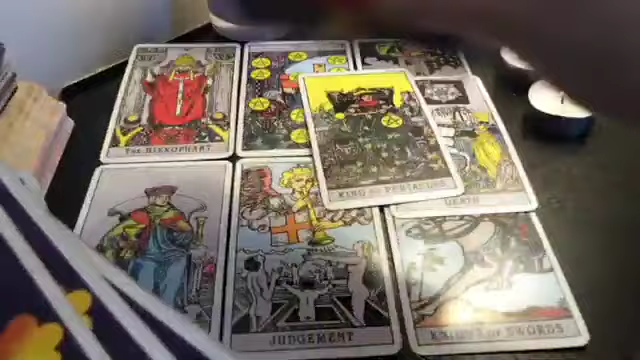 THE HIEROPHANT
KING OF PENTACLES
DEATH
JUDGEMENT
KNIGHT OF SWORDS